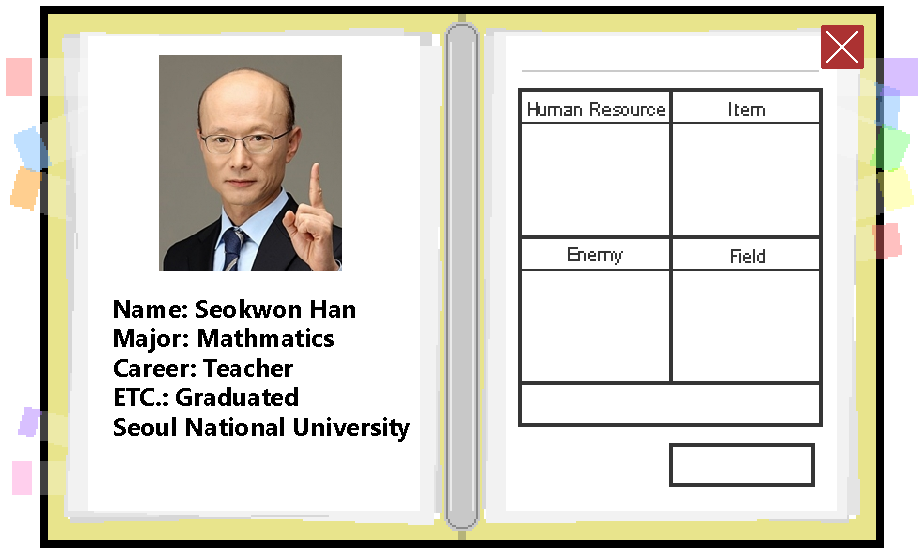 Name: Seokwon Han
Major: Mathmatics
Career: Teacher
ETC.: Graduated
Seoul National University
Human Resource
Item
Enemy
Field